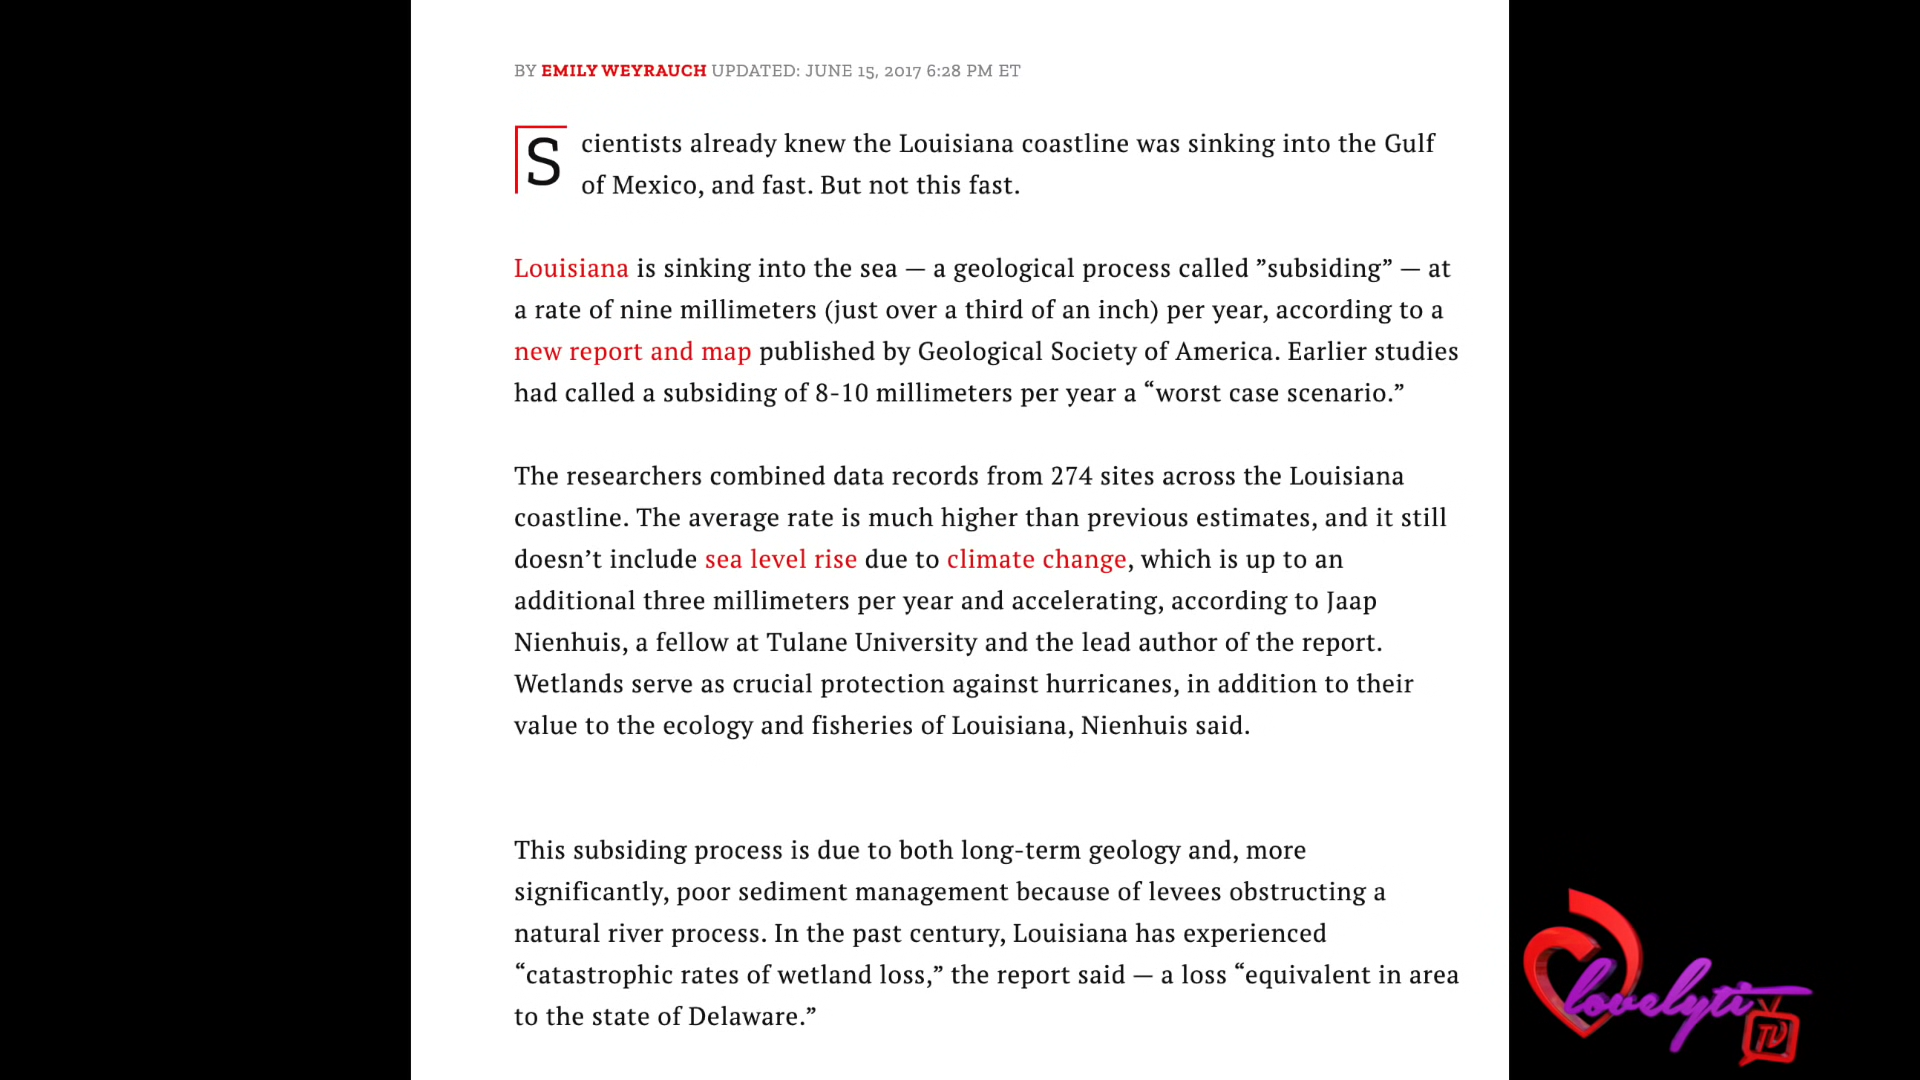 BY EMILY WEYRAUCH UPDATED: JUNE 15, 2017 6:28 PM ET
Scientists already knew the Louisiana coastline was sinking into the Gulf
of Mexico, and fast. But not this fast.
Louisiana is sinking into the sea — a geological process called ”subsiding” — at
a rate of nine millimeters (just over a third of an inch) per year, according to a
new report and map published by Geological Society of America. Earlier studies
had called a subsiding of 8-10 millimeters per year a “worst case scenario.”
The researchers combined data records from 274 sites across the Louisiana
coastline. The average rate is much higher than previous estimates, and it still
doesn’t include sea level rise due to climate change, which is up to an
additional three millimeters per year and accelerating, according to Jaap
Nienhuis, a fellow at Tulane University and the lead author of the report.
Wetlands serve as crucial protection against hurricanes, in addition to their
value to the ecology and fisheries of Louisiana, Nienhuis said.
This subsiding process is due to both long-term geology and, more
significantly, poor sediment management because of levees obstructing a
natural river process. In the past century, Louisiana has experienced
“catastrophic rates of wetland loss,” the report said — a loss “equivalent in area
to the state of Delaware.”
lovelyti
TV